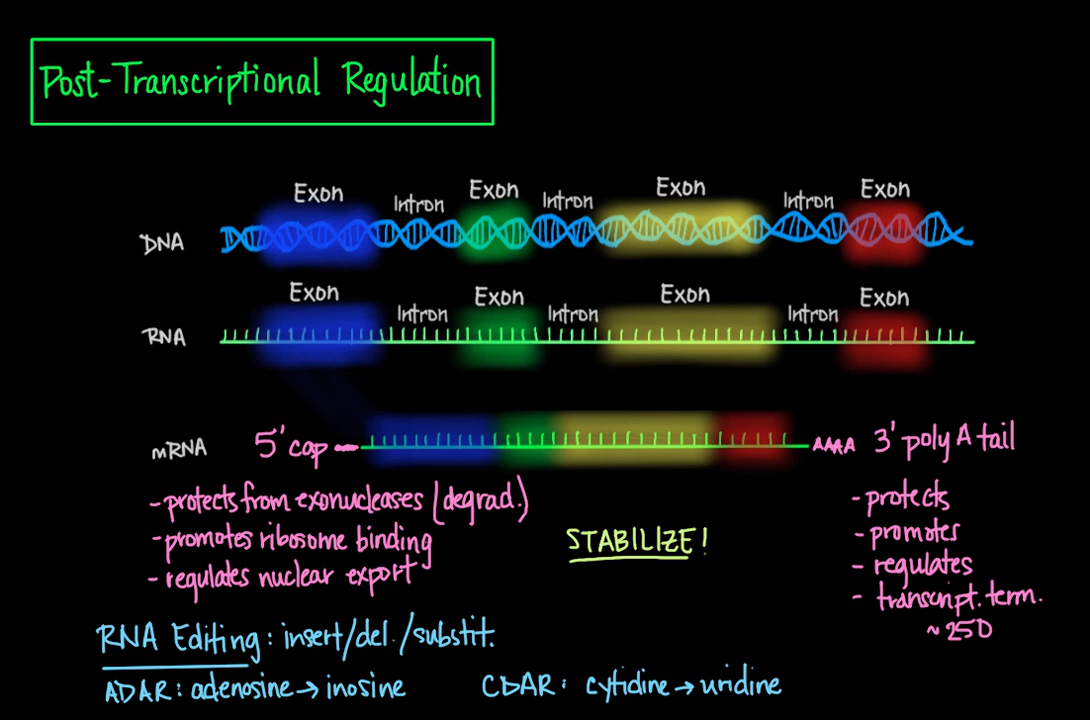 Post-Transcriptional Regulation
Exon Intron Exon Intron Exon Intron Exon
DNA
Exon Intron Exon Intron Exon Intron Exon
RNA
mRNA 5' cap AAAA 3' poly A tail
- protects from exonucleases (degrad.)
- promotes ribosome binding
- regulates nuclear export
STABILIZE!
- protects
- promotes
- regulates
- transcript. term.
~ 250
RNA Editing: insert/del./substit.
ADAR: adenosine → inosine CDAR: cytidine → uridine